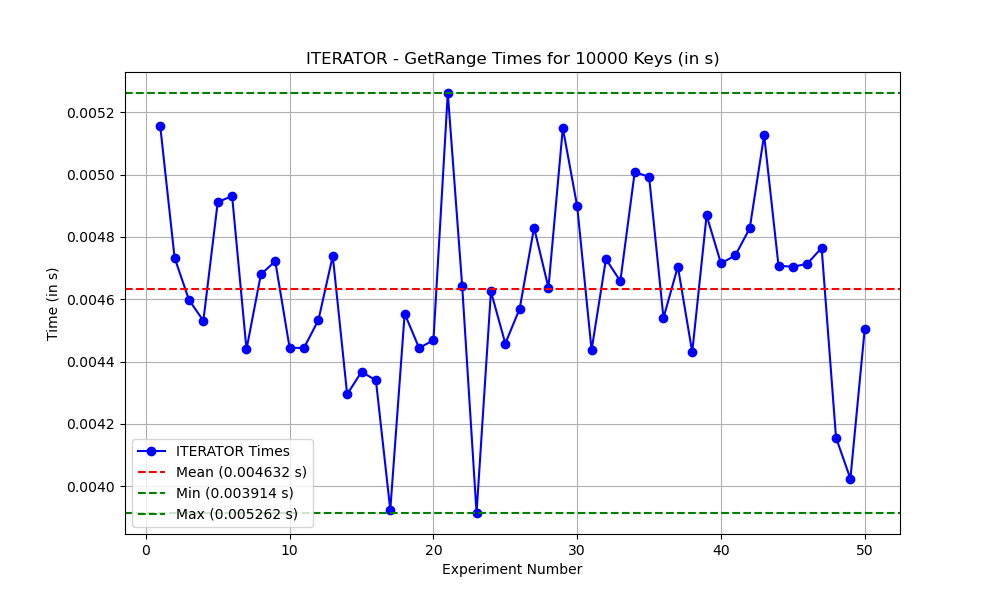 ITERATOR - GetRange Times for 10000 Keys (in s)
Time (in s)
0.0052
0.0050
0.0048
0.0046
0.0044
0.0042
0.0040
ITERATOR Times
Mean (0.004632 s)
Min (0.003914 s)
Max (0.005262 s)
0 10 20 30 40 50
Experiment Number